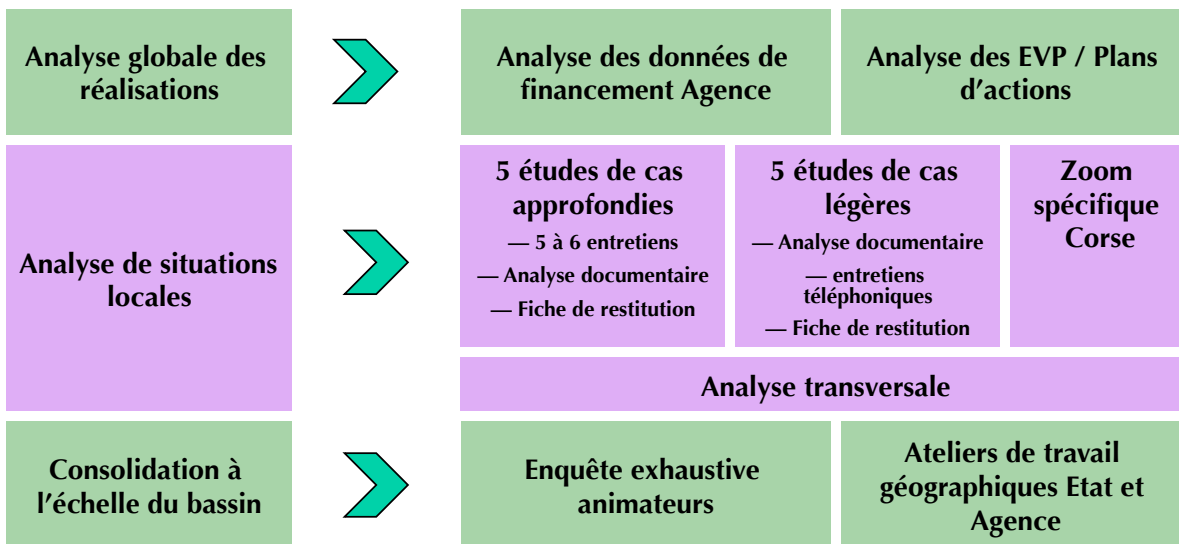 Analyse globale des
réalisations
Analyse des données de
financement Agence
Analyse des EVP / Plans
d'actions
Analyse de situations
locales
5 études de cas
approfondies
— 5 à 6 entretiens
— Analyse documentaire
— Fiche de restitution
5 études de cas
légères
— Analyse documentaire
— entretiens
téléphoniques
— Fiche de restitution
Zoom
spécifique
Corse
Analyse transversale
Consolidation à
l'échelle du bassin
Enquête exhaustive
animateurs
Ateliers de travail
géographiques Etat et
Agence